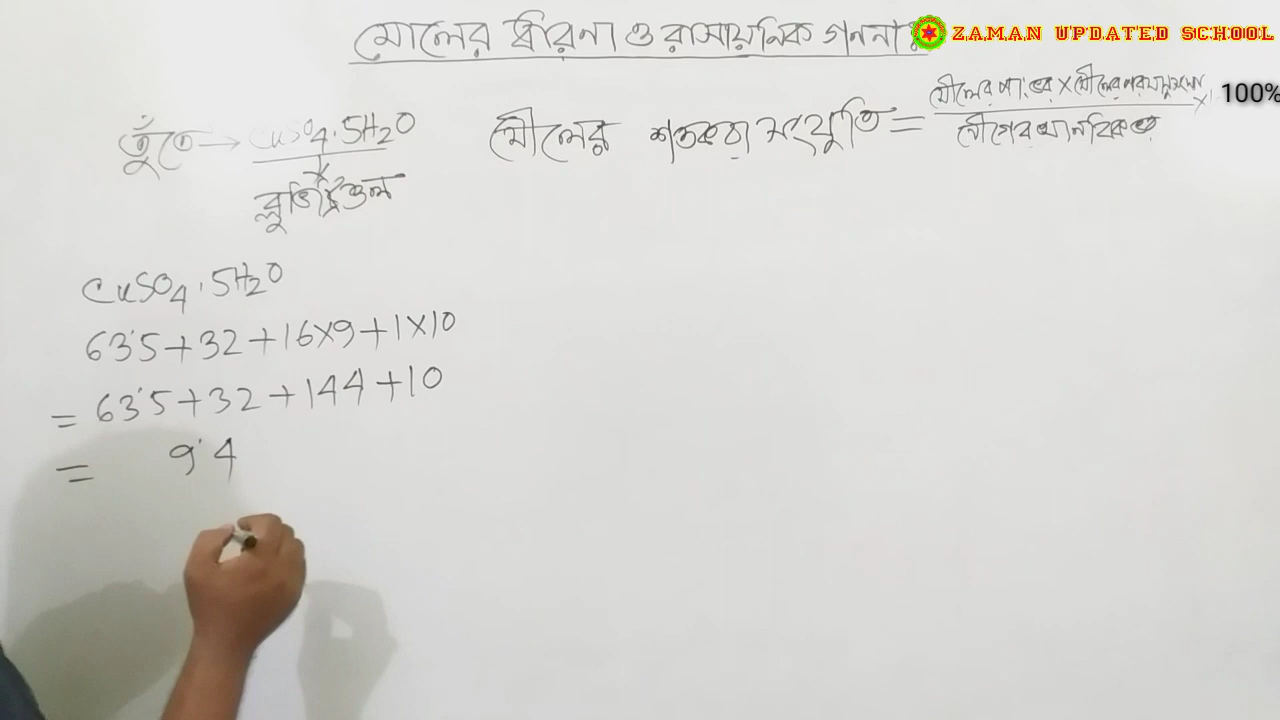 মোলের ধারণা ও রাসায়নিক গণনা
ZAMAN UPDATED SCHOOL
তুঁতে → CuSO4.5H2O
ব্লুভিট্রিওল
মৌলের শতকরা সংযুতি = মৌলের পা: ভর × মৌলের পরমাণুসংখ্যা
যৌগের আনবিক ভর
× 100%
CuSO4.5H2O
63.5+32+16×9+1×10
= 63.5+32+144+10
= 9.4